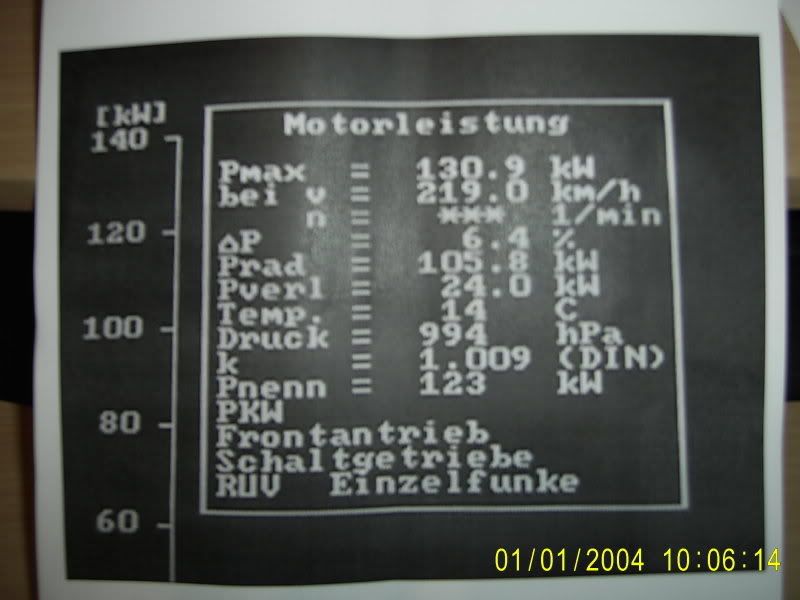 [kW]
140
120
100
80
60
Motorleistung
Pmax = 130.9 kW
bei v = 219.0 km/h
n = *** 1/min
△P = 6.4 %
Prad = 105.8 kW
Pverl = 24.0 kW
Temp. = 14 C
Druck = 994 hPa
k = 1.009 (DIN)
Pnenn = 123 kW
PKW
Frontantrieb
Schaltgetriebe
RUV Einzelfunke
01/01/2004 10:06:14